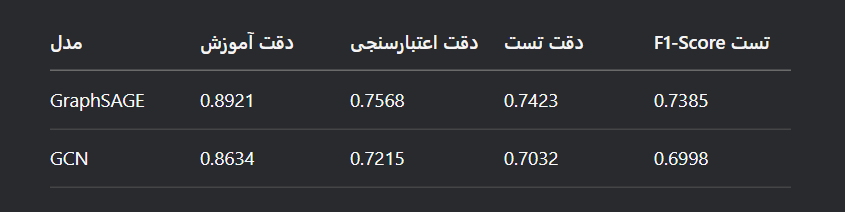 مدل دقت آموزش دقت اعتبارسنجی دقت تست تست F1-Score
GraphSAGE 0.8921 0.7568 0.7423 0.7385
GCN 0.8634 0.7215 0.7032 0.6998